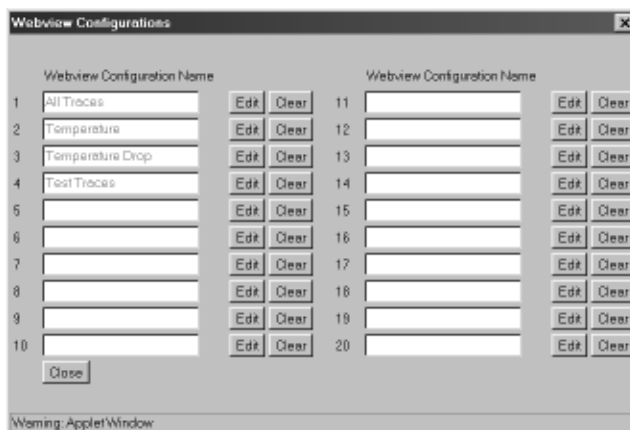 Webview Configurations
Webview Configuration Name Webview Configuration Name
1 All Traces Edit Clear 11 Edit Clear
2 Temperature Edit Clear 12 Edit Clear
3 Temperature Drop Edit Clear 13 Edit Clear
4 Test Traces Edit Clear 14 Edit Clear
5 Edit Clear 15 Edit Clear
6 Edit Clear 16 Edit Clear
7 Edit Clear 17 Edit Clear
8 Edit Clear 18 Edit Clear
9 Edit Clear 19 Edit Clear
10 Edit Clear 20 Edit Clear
Close
Warning: Applet Window